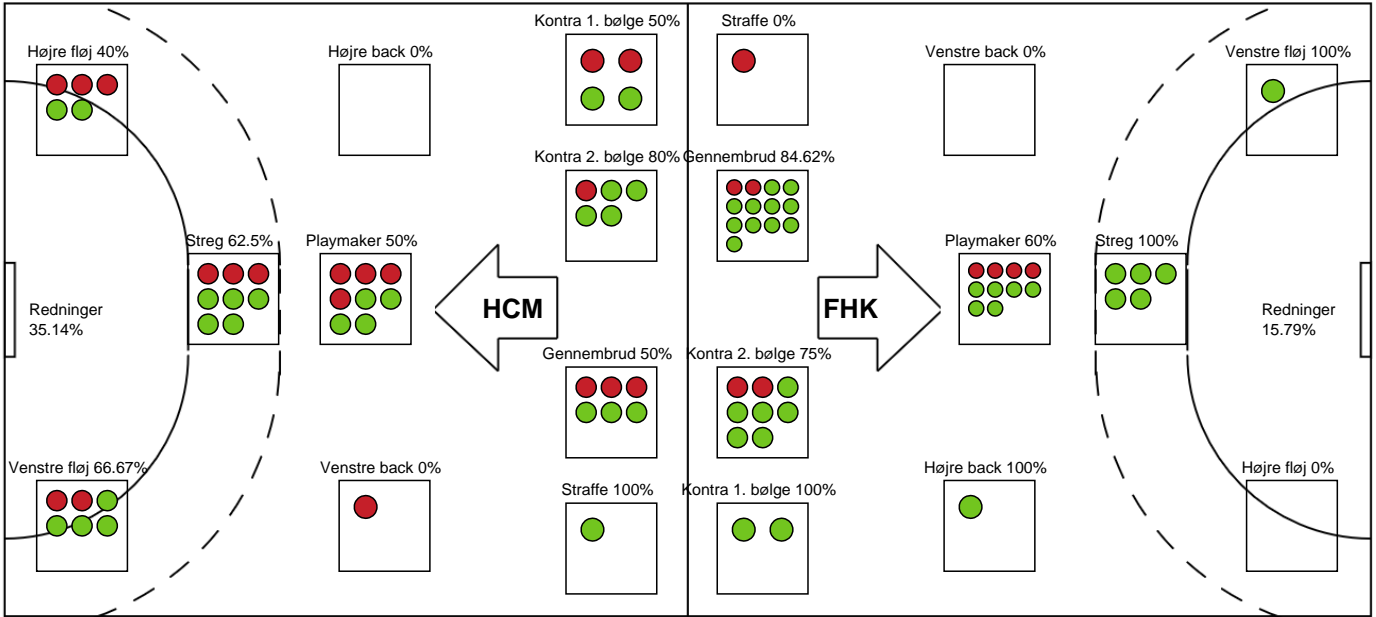 Kontra 1. bølge 50%
Straffe 0%
Højre fløj 40%
Højre back 0%
Venstre back 0%
Venstre fløj 100%
Kontra 2. bølge 80%
Gennembrud 84.62%
Streg 62.5%
Playmaker 50%
Playmaker 60%
Streg 100%
Redninger
35.14%
HCM
FHK
Redninger
15.79%
Gennembrud 50%
Kontra 2. bølge 75%
Venstre fløj 66.67%
Venstre back 0%
Højre back 100%
Højre fløj 0%
Straffe 100%
Kontra 1. bølge 100%